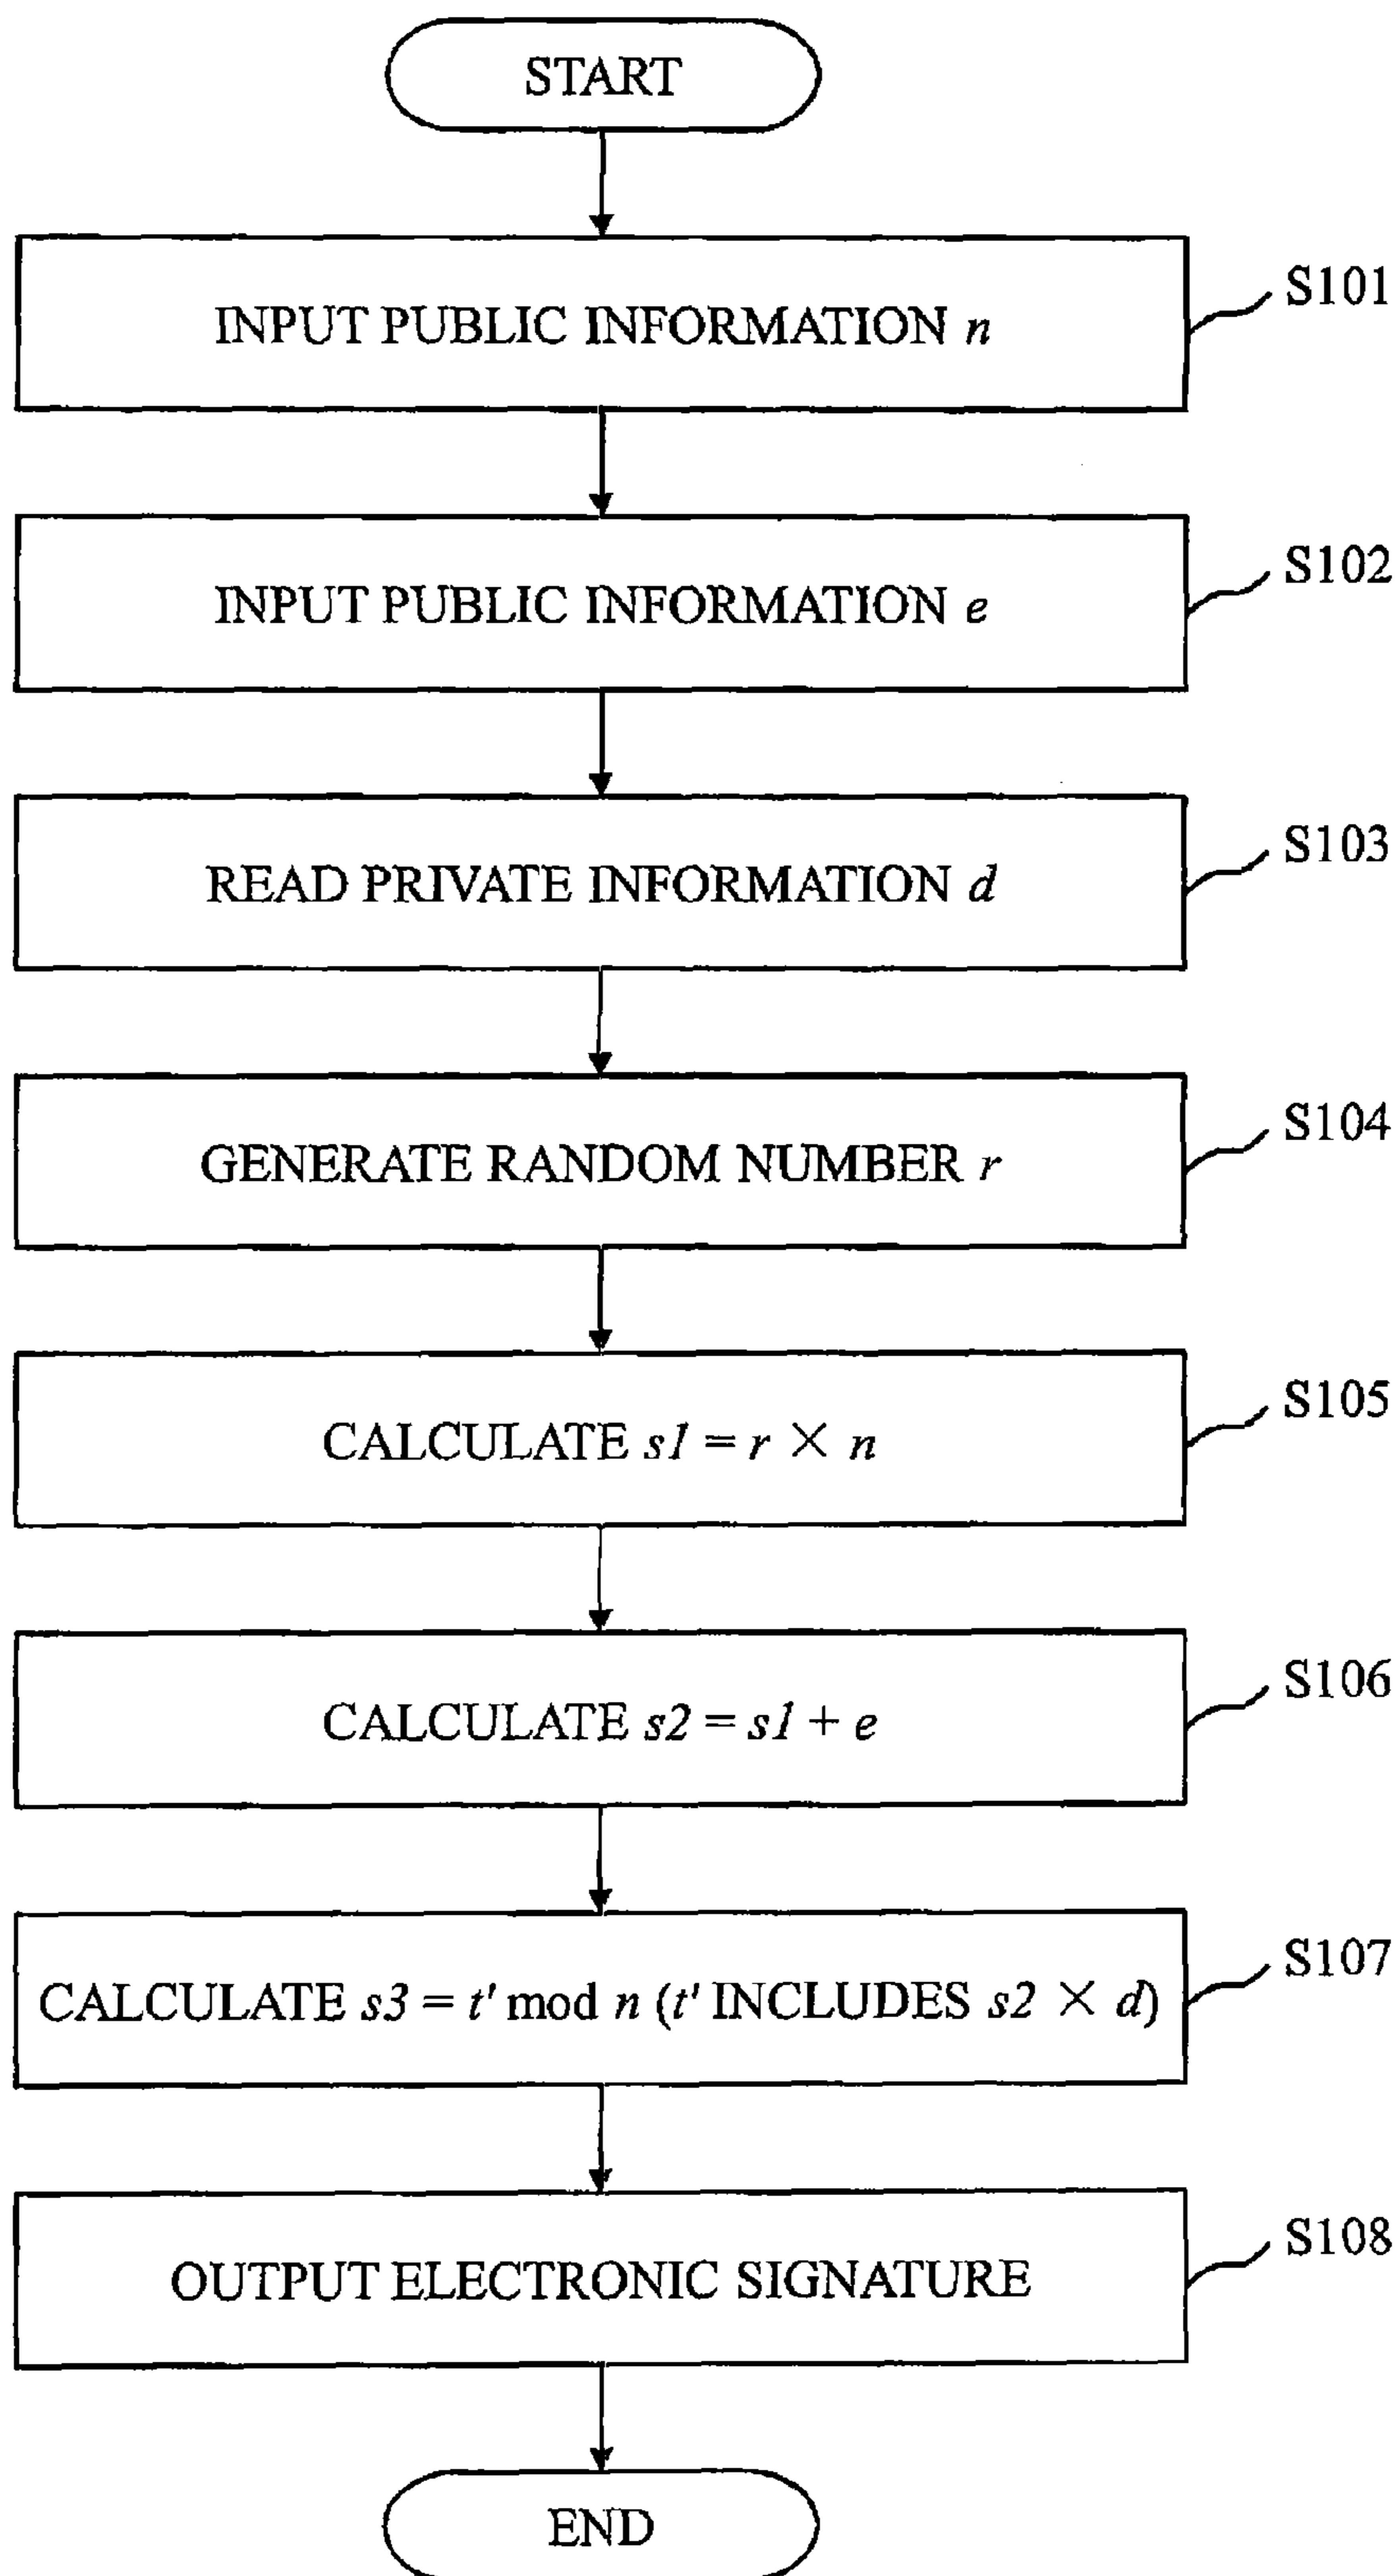 START
INPUT PUBLIC INFORMATION n
S101
INPUT PUBLIC INFORMATION e
S102
READ PRIVATE INFORMATION d
S103
GENERATE RANDOM NUMBER r
S104
CALCULATE s1 = r × n
S105
CALCULATE s2 = s1 + e
S106
CALCULATE s3 = t' mod n (t' INCLUDES s2 × d)
S107
OUTPUT ELECTRONIC SIGNATURE
S108
END